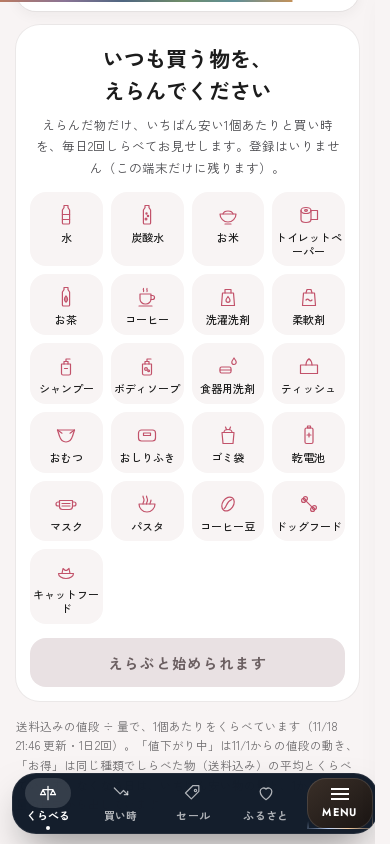 いつも買う物を、
えらんでください
えらんだ物だけ、いちばん安い1個あたりと買い時
を、毎日2回しらべてお見せします。登録はいりませ
ん（この端末だけに残ります）。
水
炭酸水
お米
トイレットペ
ーパー
お茶
コーヒー
洗濯洗剤
柔軟剤
シャンプー
ボディソープ
食器用洗剤
ティッシュ
おむつ
おしりふき
ゴミ袋
乾電池
マスク
パスタ
コーヒー豆
ドッグフード
キャットフー
ド
えらぶと始められます
送料込みの値段 ÷ 量で、1個あたりをくらべています（11/18
21:46 更新・1日2回）。「値下がり中」は11/1からの値段の動き、
「お得」は同じ種類でしらべた物（送料込み）の平均とくらべ
くらべる
買い時
セール
ふるさと
MENU